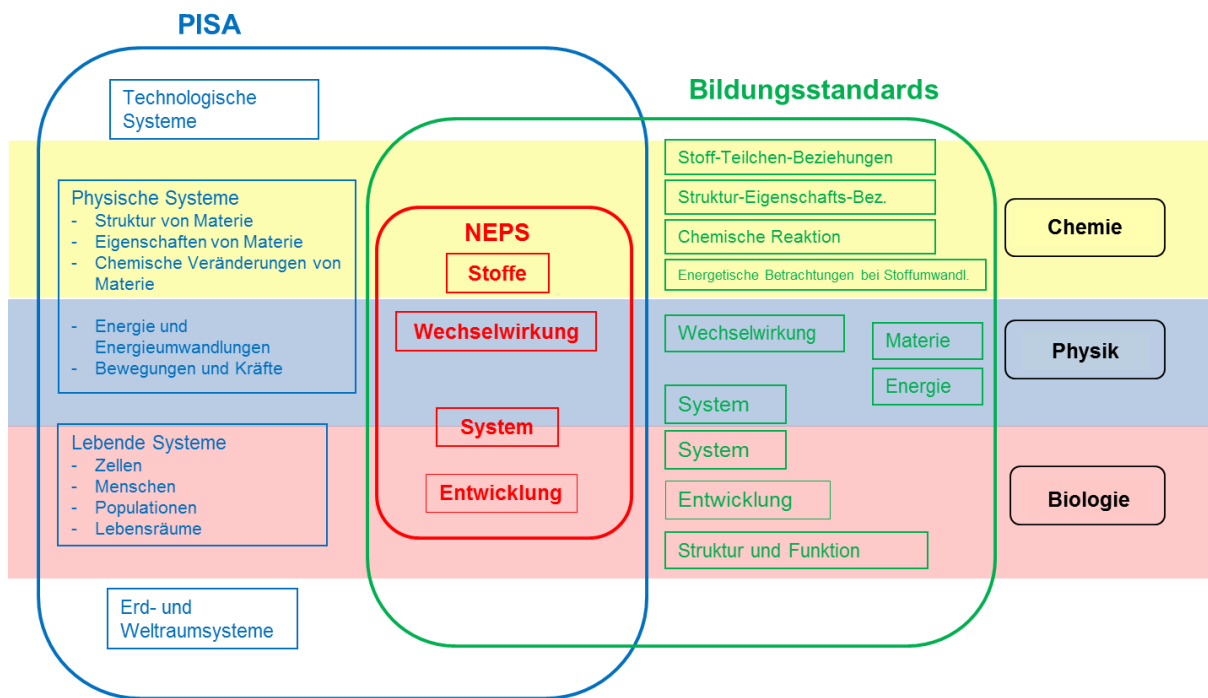 PISA
Technologische
Systeme
Physische Systeme
- Struktur von Materie
- Eigenschaften von Materie
- Chemische Veränderungen von
Materie
- Energie und
Energieumwandlungen
- Bewegungen und Kräfte
Lebende Systeme
- Zellen
- Menschen
- Populationen
- Lebensräume
Erd- und
Weltraumsysteme
NEPS
Stoffe
Wechselwirkung
System
Entwicklung
Bildungsstandards
Stoff-Teilchen-Beziehungen
Struktur-Eigenschafts-Bez.
Chemische Reaktion
Energetische Betrachtungen bei Stoffumwandl.
Wechselwirkung
Materie
Energie
System
System
Entwicklung
Struktur und Funktion
Chemie
Physik
Biologie